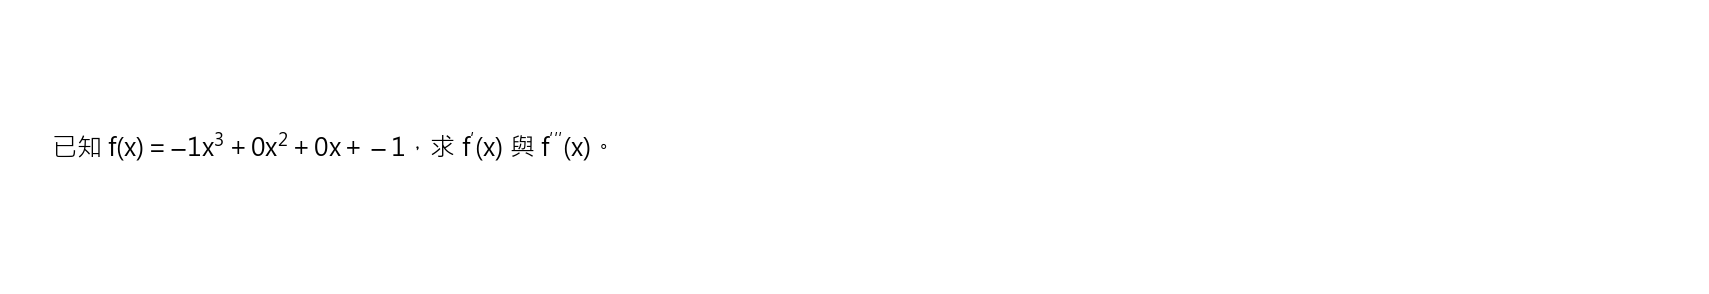 已知 f(x) = −1x³ + 0x² + 0x + −1，求 f′(x) 與 f′′′(x)。